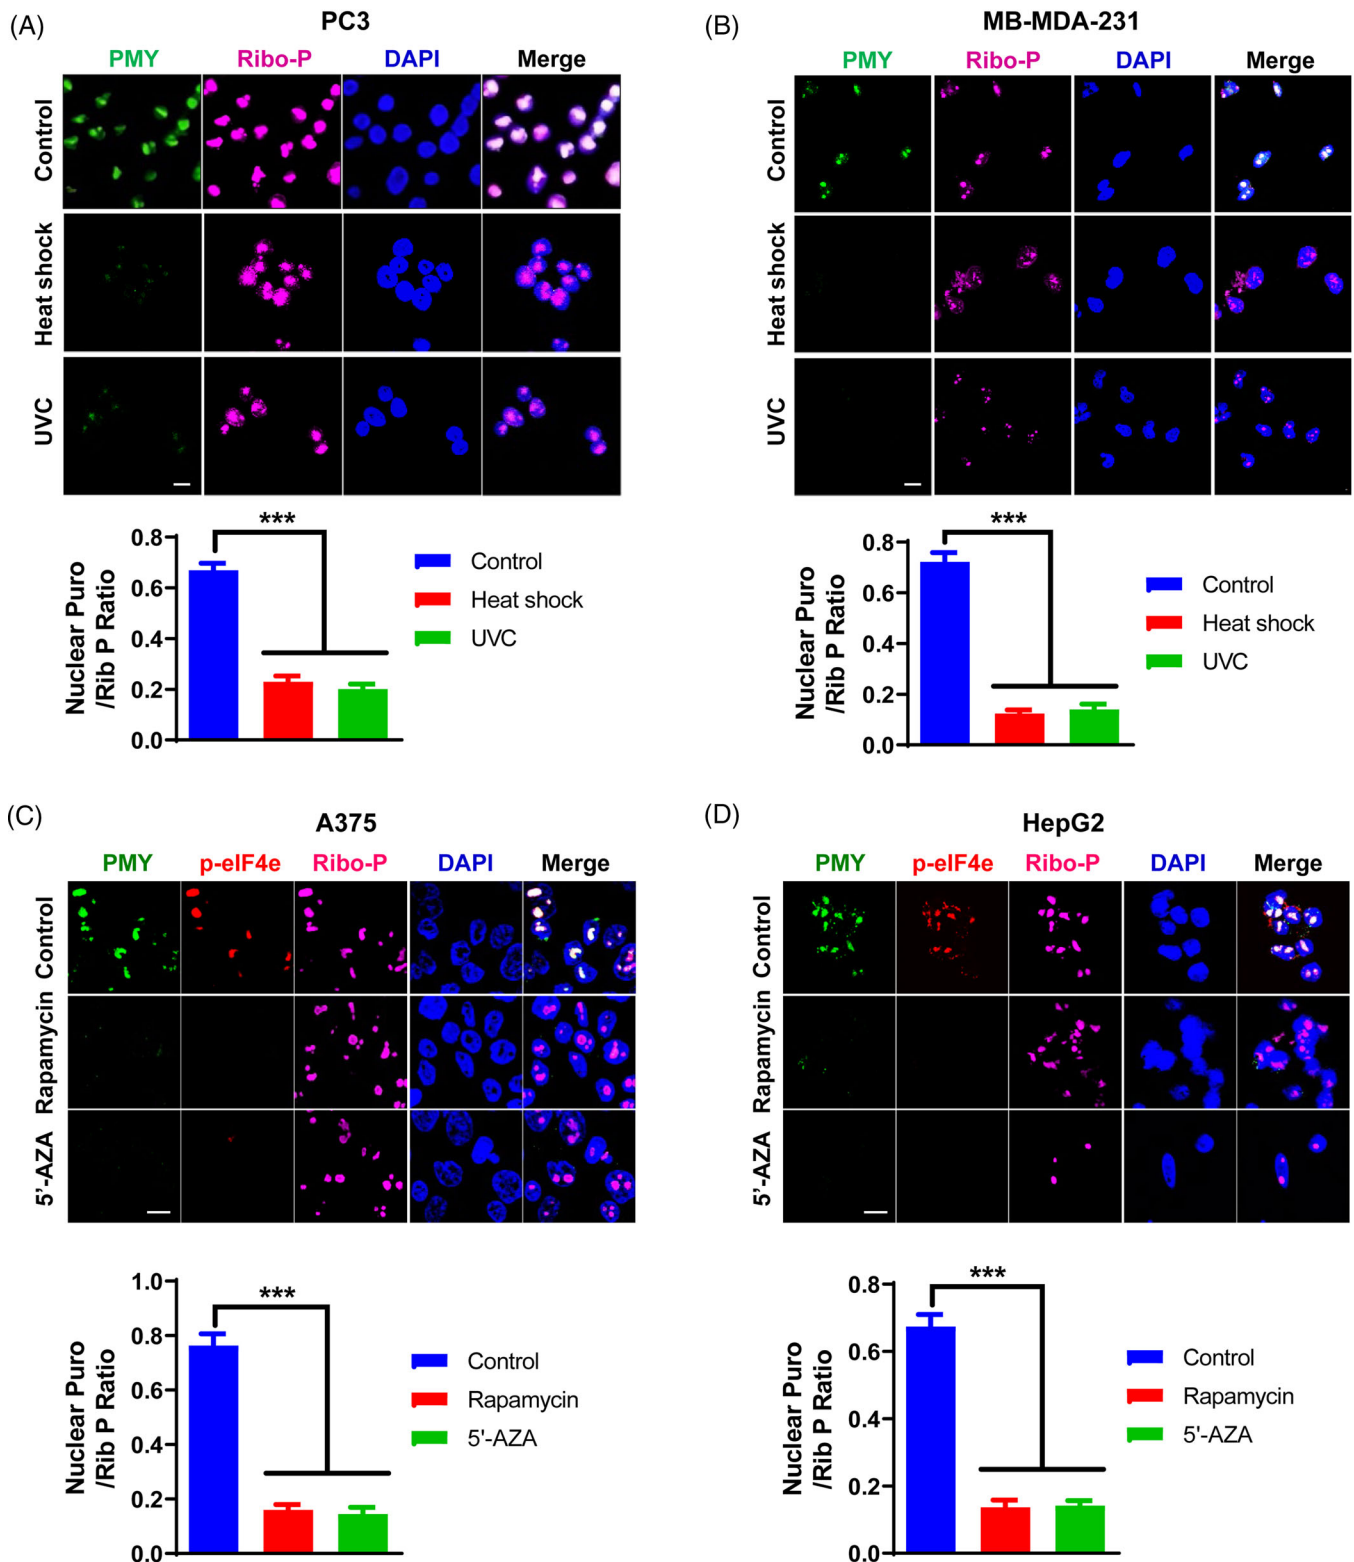 (A)
PC3
PMY Ribo-P DAPI Merge
Control
Heat shock
UVC
***
Nuclear Puro
/Rib P Ratio
0.8
0.6
0.4
0.2
0.0
Control
Heat shock
UVC
(B)
MB-MDA-231
PMY Ribo-P DAPI Merge
Control
Heat shock
UVC
***
Nuclear Puro
/Rib P Ratio
0.8
0.6
0.4
0.2
0.0
Control
Heat shock
UVC
(C)
A375
PMY p-eIF4e Ribo-P DAPI Merge
Control
Rapamycin
5'-AZA
***
Nuclear Puro
/Rib P Ratio
1.0
0.8
0.6
0.4
0.2
0.0
Control
Rapamycin
5'-AZA
(D)
HepG2
PMY p-eIF4e Ribo-P DAPI Merge
Control
Rapamycin
5'-AZA
***
Nuclear Puro
/Rib P Ratio
0.8
0.6
0.4
0.2
0.0
Control
Rapamycin
5'-AZA